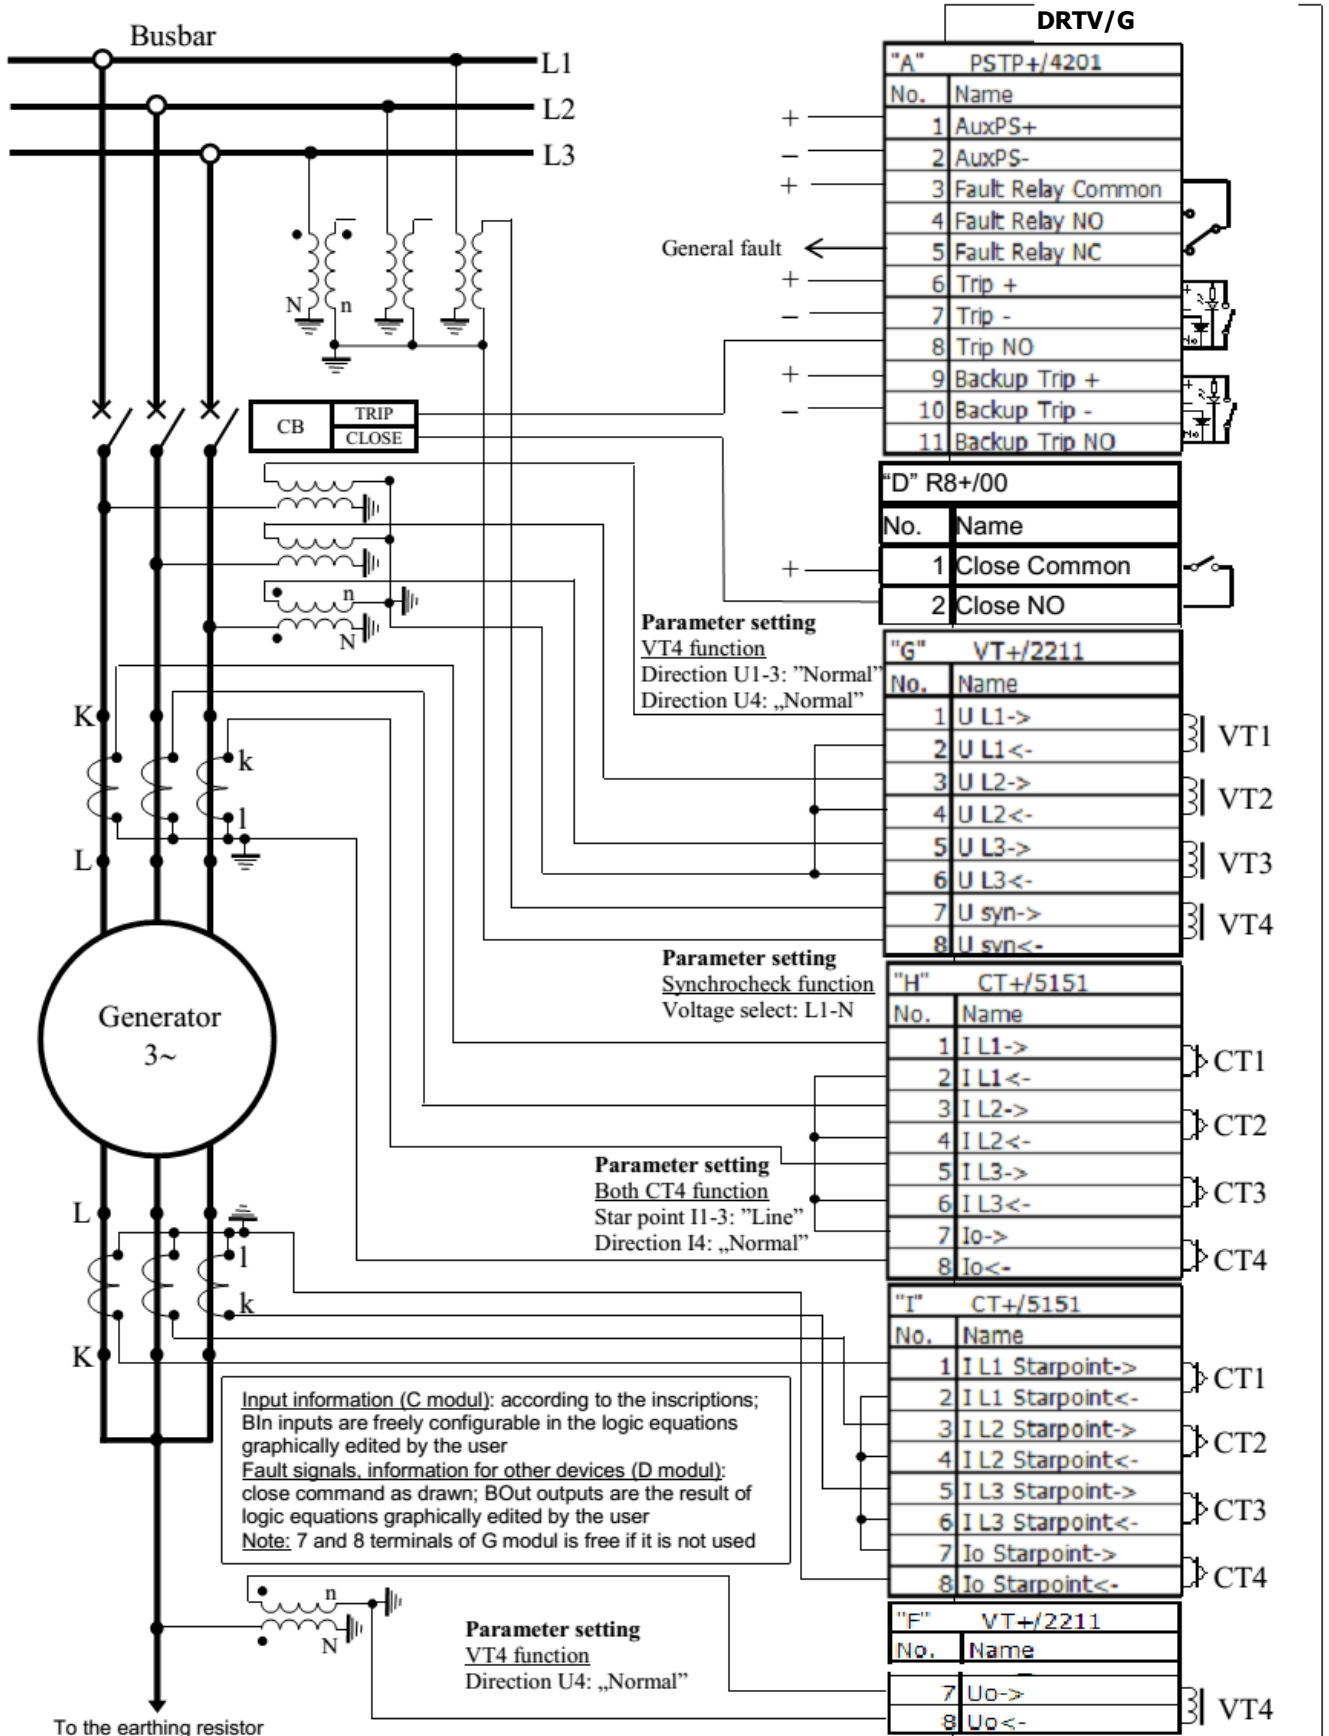 DRTV/G
Busbar
L1
L2
L3
"A" PSTP+/4201
No. Name
1 AuxPS+
2 AuxPS-
3 Fault Relay Common
4 Fault Relay NO
5 Fault Relay NC
6 Trip +
7 Trip -
8 Trip NO
9 Backup Trip +
10 Backup Trip -
11 Backup Trip NO
+
−
+
General fault
+
−
+
−
N n
CB TRIP
CLOSE
"D" R8+/00
No. Name
1 Close Common
2 Close NO
+
n
N
Parameter setting
VT4 function
Direction U1-3: ”Normal”
Direction U4: „Normal”
"G" VT+/2211
No. Name
1 U L1->
2 U L1<-
3 U L2->
4 U L2<-
5 U L3->
6 U L3<-
7 U syn->
8 U syn<-
VT1
VT2
VT3
VT4
K
k
l
L
Parameter setting
Synchrocheck function
Voltage select: L1-N
Generator
3~
"H" CT+/5151
No. Name
1 I L1->
2 I L1<-
3 I L2->
4 I L2<-
5 I L3->
6 I L3<-
7 Io->
8 Io<-
CT1
CT2
CT3
CT4
Parameter setting
Both CT4 function
Star point I1-3: ”Line”
Direction I4: „Normal”
L
l
k
K
"I" CT+/5151
No. Name
1 I L1 Starpoint->
2 I L1 Starpoint<-
3 I L2 Starpoint->
4 I L2 Starpoint<-
5 I L3 Starpoint->
6 I L3 Starpoint<-
7 Io Starpoint->
8 Io Starpoint<-
CT1
CT2
CT3
CT4
Input information (C modul): according to the inscriptions;
BIn inputs are freely configurable in the logic equations
graphically edited by the user
Fault signals, information for other devices (D modul):
close command as drawn; BOut outputs are the result of
logic equations graphically edited by the user
Note: 7 and 8 terminals of G modul is free if it is not used
n
N
Parameter setting
VT4 function
Direction U4: „Normal”
"F" VT+/2211
No. Name
7 Uo->
8 Uo<-
VT4
To the earthing resistor